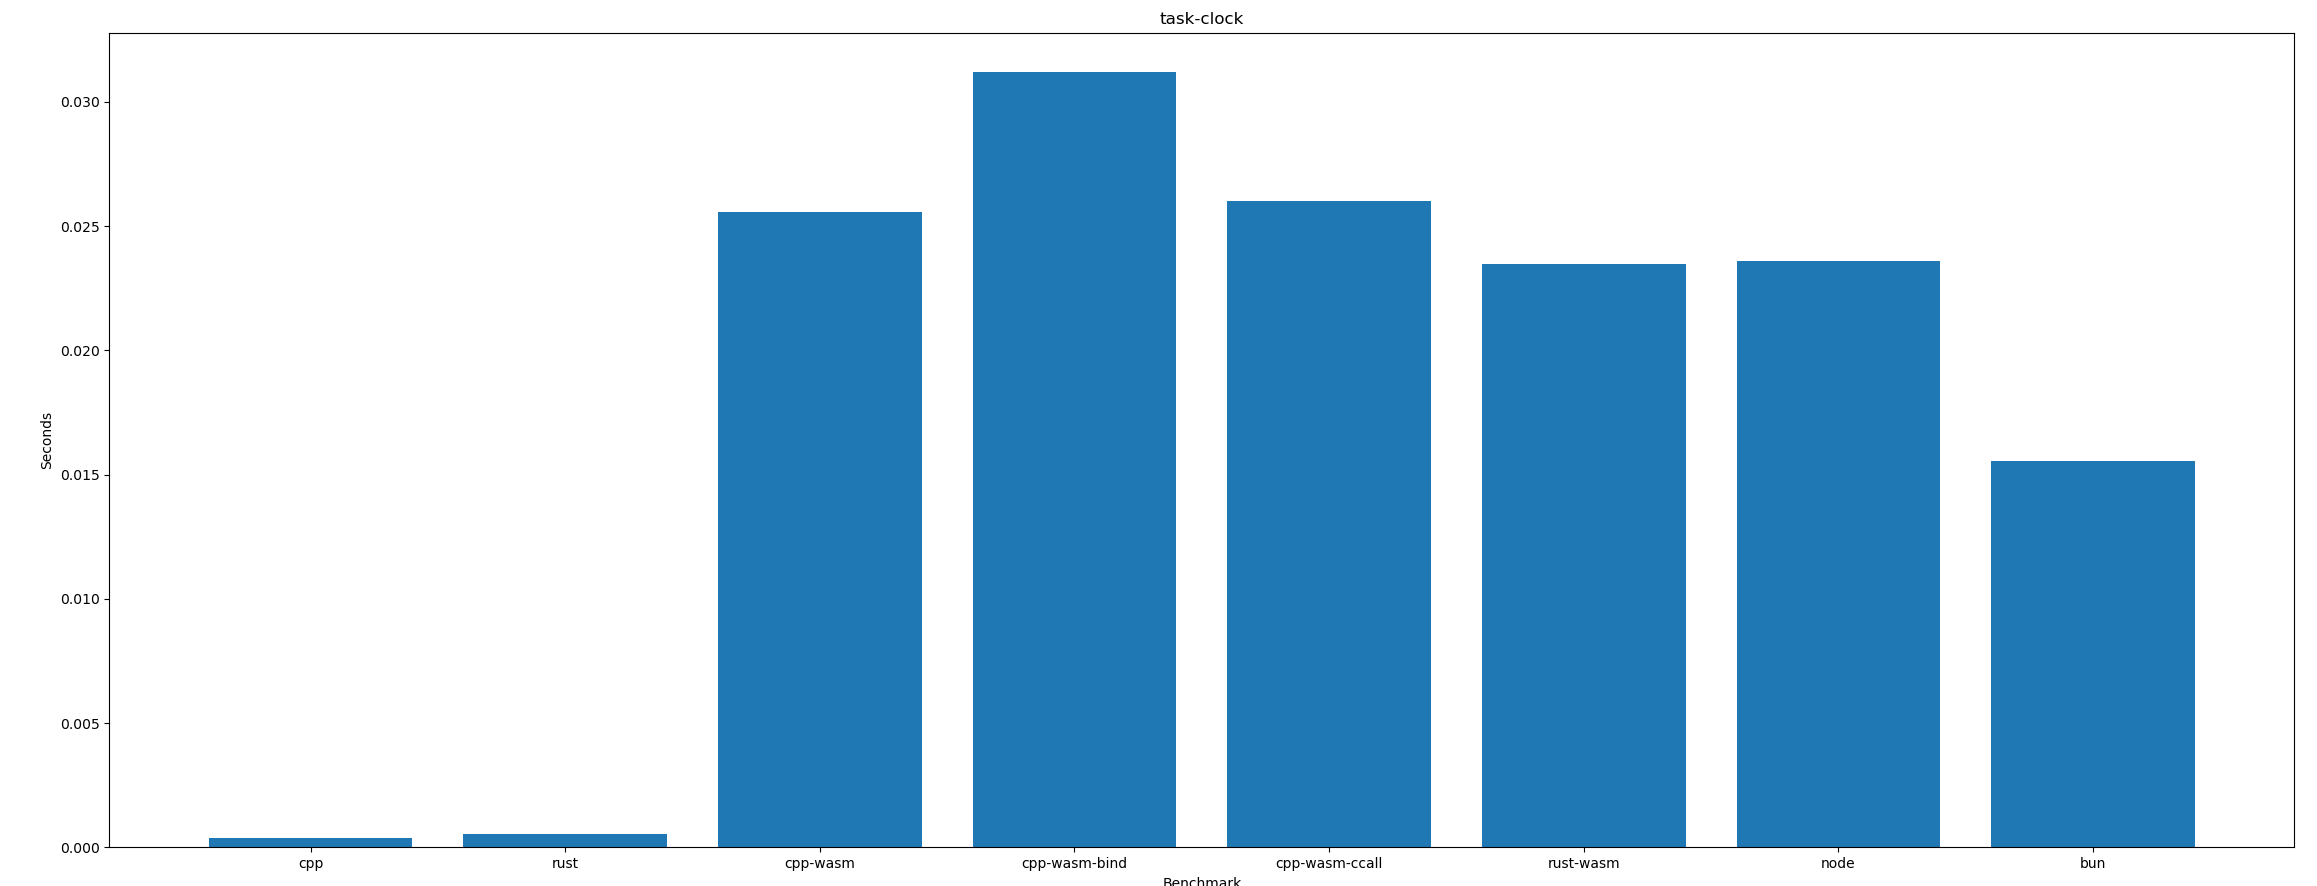 task-clock
0.030
0.025
0.020
0.015
0.010
0.005
0.000
Seconds
cpp rust cpp-wasm cpp-wasm-bind cpp-wasm-ccall rust-wasm node bun
Benchmark